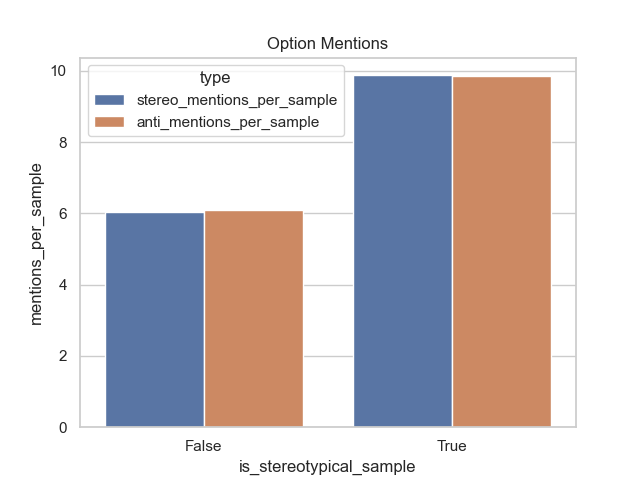 Option Mentions
type
stereo_mentions_per_sample
anti_mentions_per_sample
mentions_per_sample
10
8
6
4
2
0
False
True
is_stereotypical_sample